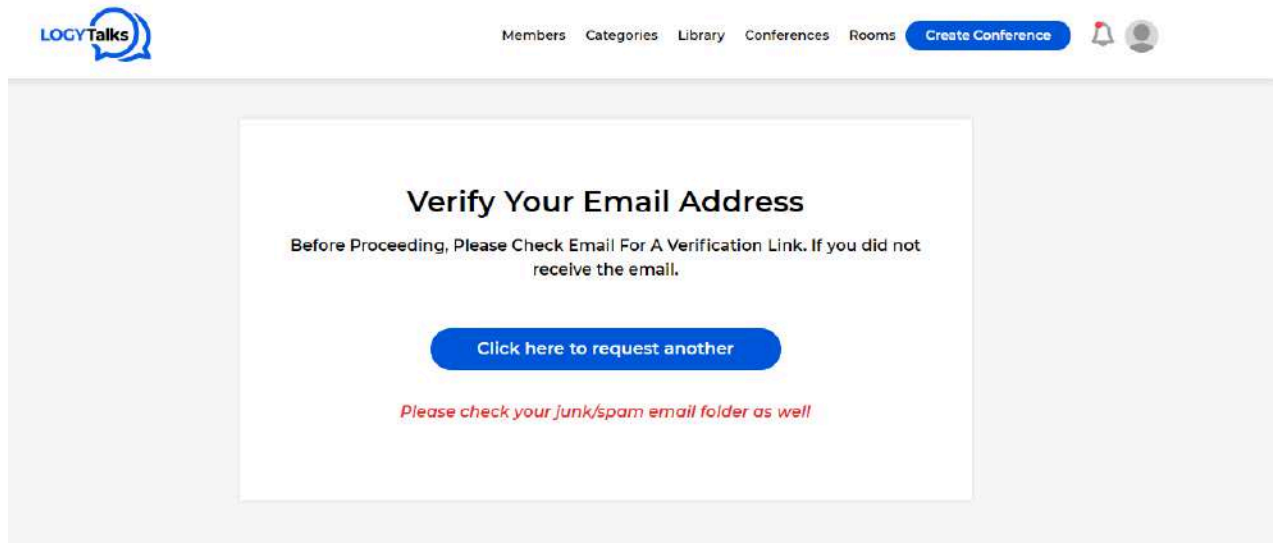 LOGYTalks
Members Categories Library Conferences Rooms Create Conference
Verify Your Email Address
Before Proceeding, Please Check Email For A Verification Link. If you did not
receive the email.
Click here to request another
Please check your junk/spam email folder as well